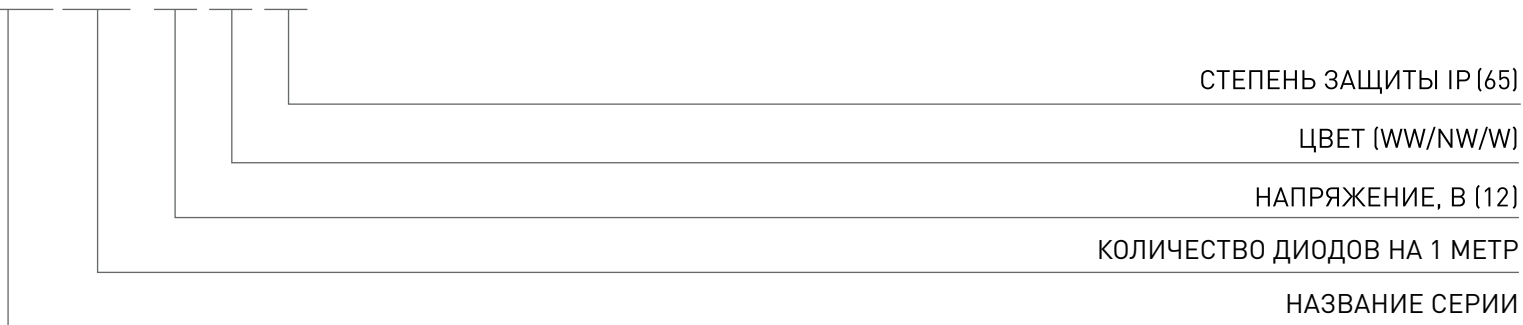 СТЕПЕНЬ ЗАЩИТЫ IP (65)
ЦВЕТ (WW/NW/W)
НАПРЯЖЕНИЕ, В (12)
КОЛИЧЕСТВО ДИОДОВ НА 1 МЕТР
НАЗВАНИЕ СЕРИИ